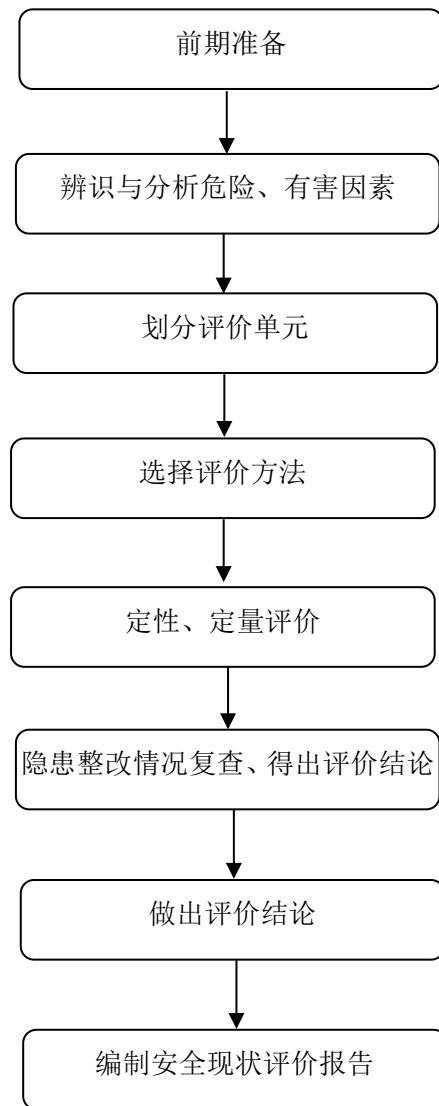 前期准备
辨识与分析危险、有害因素
划分评价单元
选择评价方法
定性、定量评价
隐患整改情况复查、得出评价结论
做出评价结论
编制安全现状评价报告